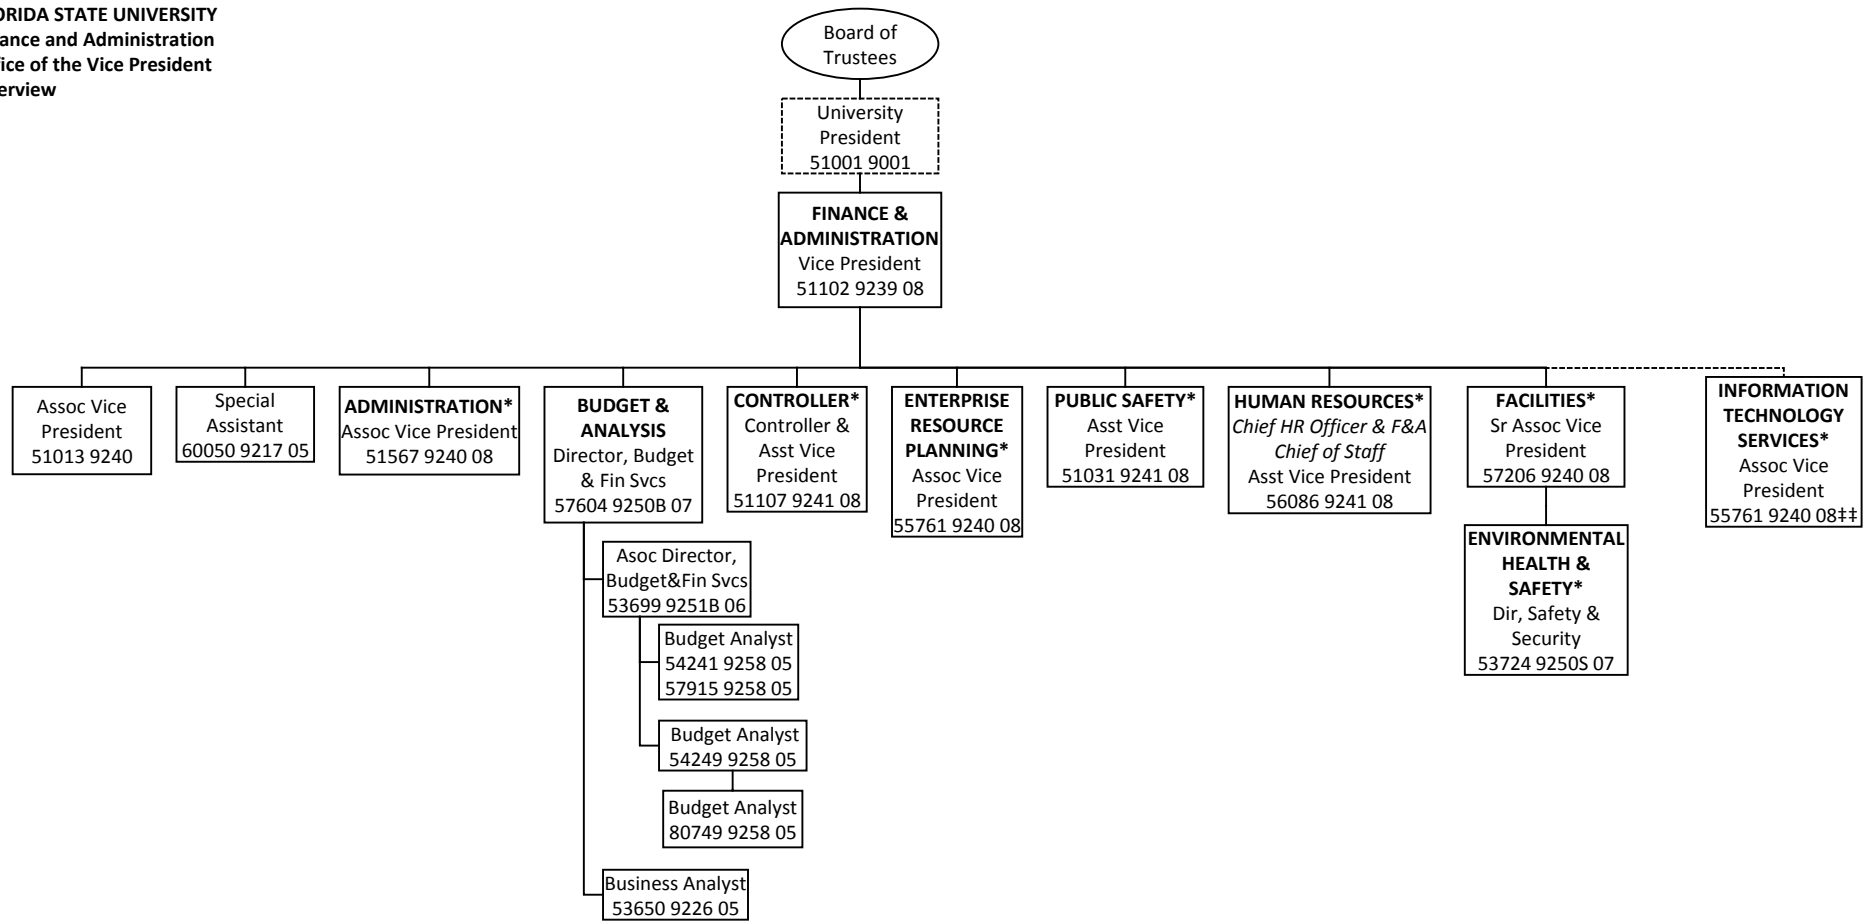 ORIDA STATE UNIVERSITY
ance and Administration
fice of the Vice President
erview
Board of
Trustees
University
President
51001 9001
FINANCE &
ADMINISTRATION
Vice President
51102 9239 08
Assoc Vice
President
51013 9240
Special
Assistant
60050 9217 05
ADMINISTRATION*
Assoc Vice President
51567 9240 08
BUDGET &
ANALYSIS
Director, Budget
& Fin Svcs
57604 9250B 07
CONTROLLER*
Controller &
Asst Vice
President
51107 9241 08
ENTERPRISE
RESOURCE
PLANNING*
Assoc Vice
President
55761 9240 08
PUBLIC SAFETY*
Asst Vice
President
51031 9241 08
HUMAN RESOURCES*
Chief HR Officer & F&A
Chief of Staff
Asst Vice President
56086 9241 08
FACILITIES*
Sr Assoc Vice
President
57206 9240 08
INFORMATION
TECHNOLOGY
SERVICES*
Assoc Vice
President
55761 9240 08‡‡
ENVIRONMENTAL
HEALTH &
SAFETY*
Dir, Safety &
Security
53724 9250S 07
Asoc Director,
Budget&Fin Svcs
53699 9251B 06
Budget Analyst
54241 9258 05
57915 9258 05
Budget Analyst
54249 9258 05
Budget Analyst
80749 9258 05
Business Analyst
53650 9226 05